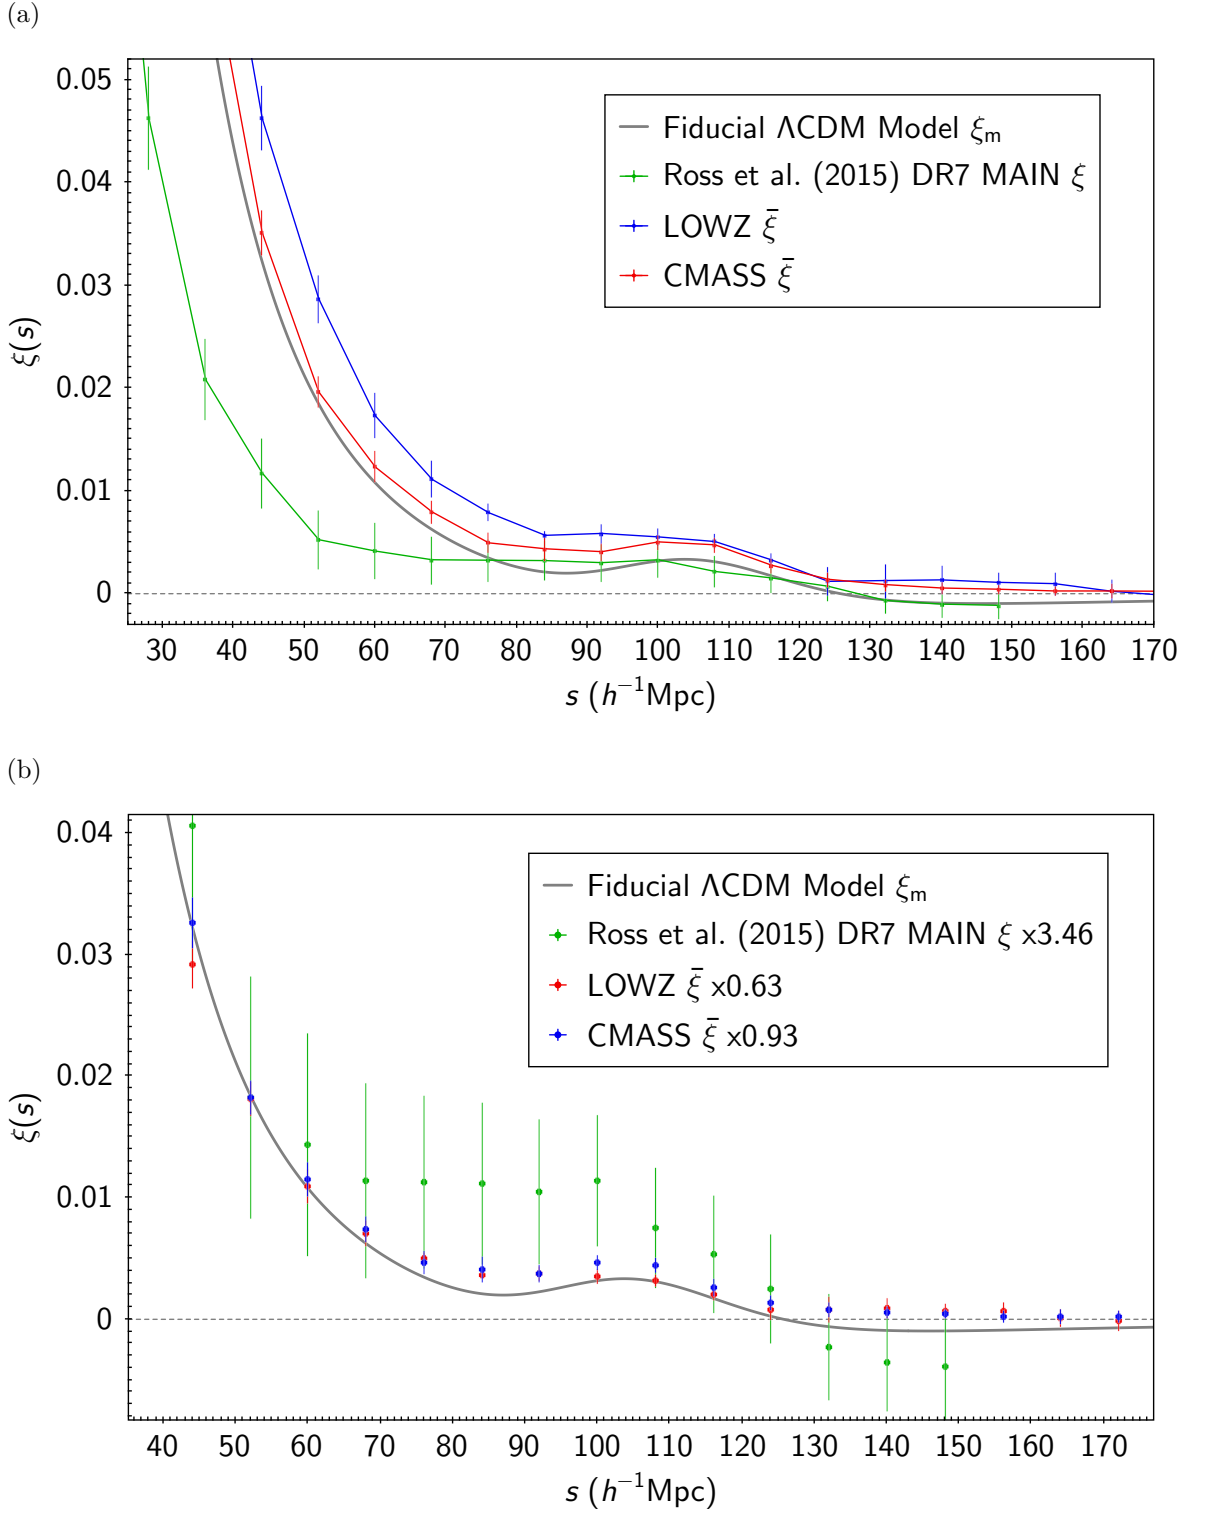 (a)
0.05
0.04
0.03
0.02
0.01
0
ξ(s)
Fiducial ΛCDM Model ξm
Ross et al. (2015) DR7 MAIN ξ
LOWZ ξ̄
CMASS ξ̄
30 40 50 60 70 80 90 100 110 120 130 140 150 160 170
s (h⁻¹Mpc)
(b)
0.04
0.03
0.02
0.01
0
ξ(s)
Fiducial ΛCDM Model ξm
Ross et al. (2015) DR7 MAIN ξ x3.46
LOWZ ξ̄ x0.63
CMASS ξ̄ x0.93
40 50 60 70 80 90 100 110 120 130 140 150 160 170
s (h⁻¹Mpc)